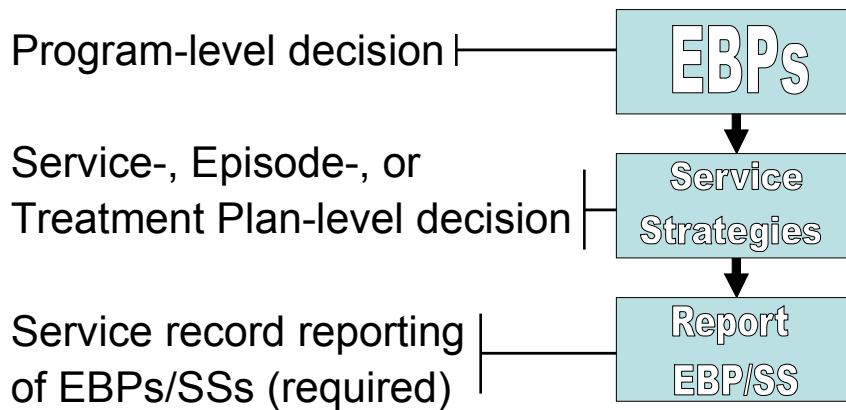 Program-level decision
EBPs
Service-, Episode-, or
Treatment Plan-level decision
Service
Strategies
Service record reporting
of EBPs/SSs (required)
Report
EBP/SS